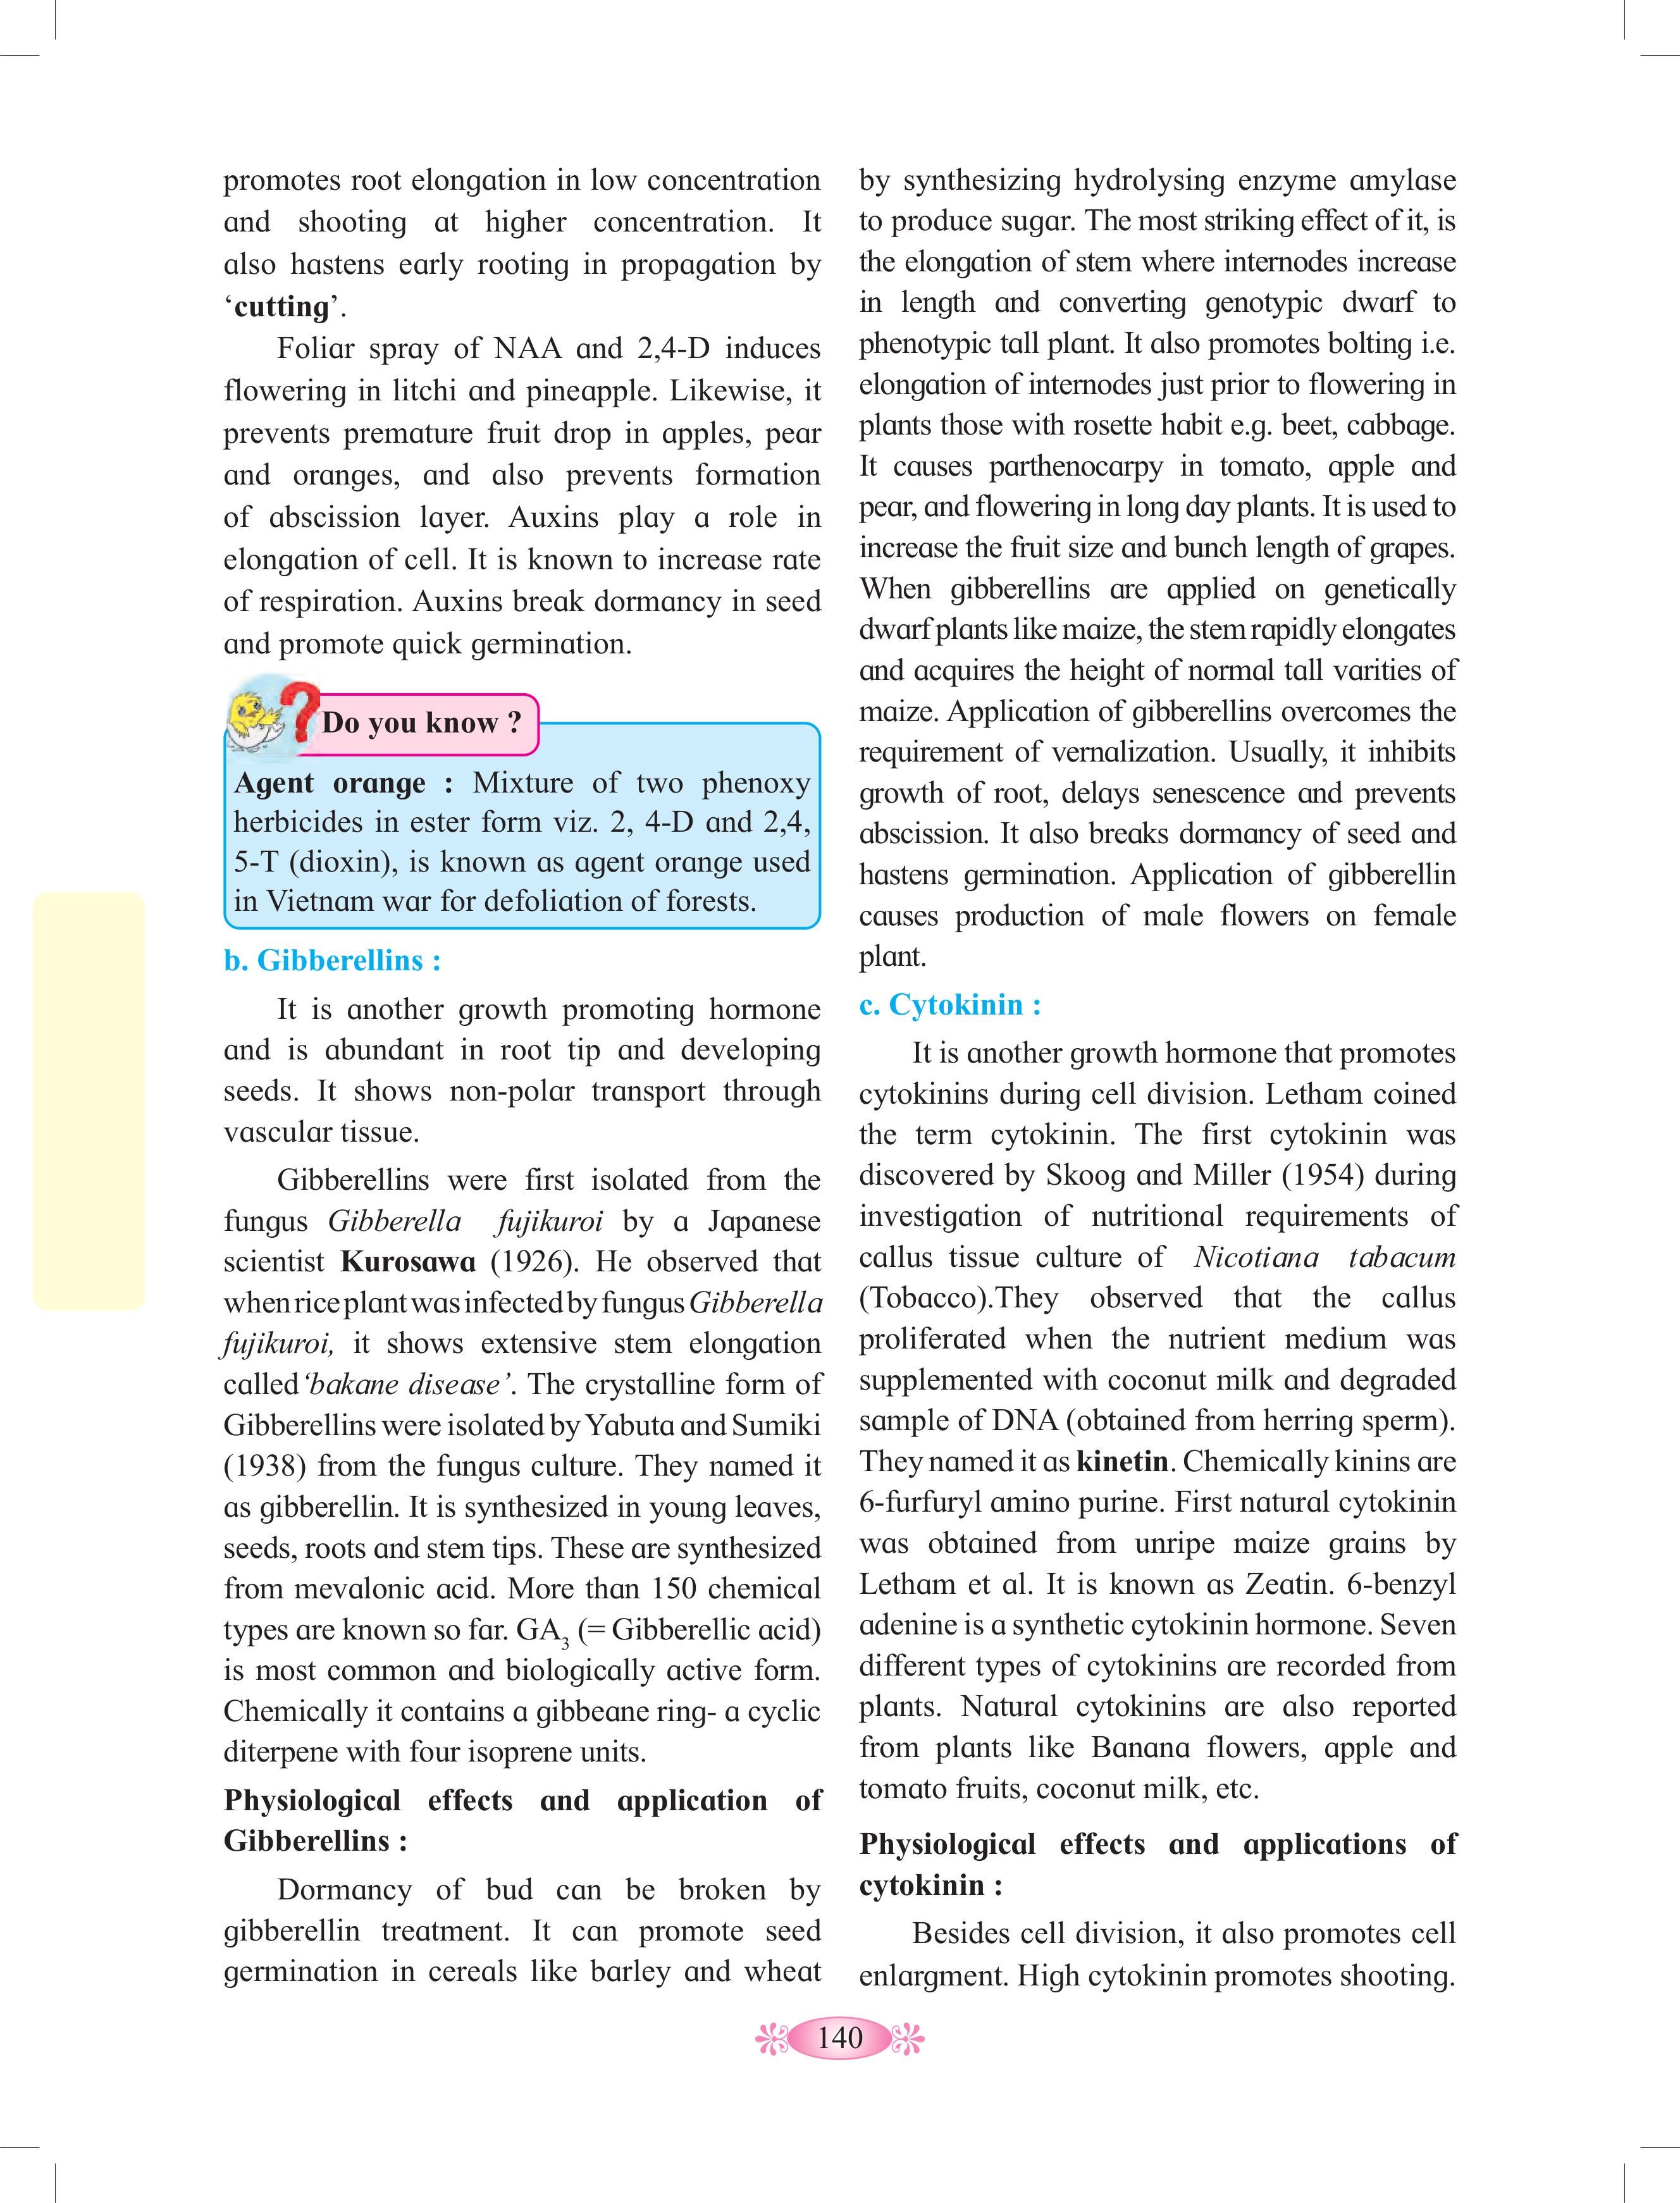 promotes root elongation in low concentration
and shooting at higher concentration. It
also hastens early rooting in propagation by
‘cutting’.
Foliar spray of NAA and 2,4-D induces
flowering in litchi and pineapple. Likewise, it
prevents premature fruit drop in apples, pear
and oranges, and also prevents formation
of abscission layer. Auxins play a role in
elongation of cell. It is known to increase rate
of respiration. Auxins break dormancy in seed
and promote quick germination.
Do you know ?
Agent orange : Mixture of two phenoxy
herbicides in ester form viz. 2, 4-D and 2,4,
5-T (dioxin), is known as agent orange used
in Vietnam war for defoliation of forests.
b. Gibberellins :
It is another growth promoting hormone
and is abundant in root tip and developing
seeds. It shows non-polar transport through
vascular tissue.
Gibberellins were first isolated from the
fungus Gibberella fujikuroi by a Japanese
scientist Kurosawa (1926). He observed that
when rice plant was infected by fungus Gibberella
fujikuroi, it shows extensive stem elongation
called ‘bakane disease’. The crystalline form of
Gibberellins were isolated by Yabuta and Sumiki
(1938) from the fungus culture. They named it
as gibberellin. It is synthesized in young leaves,
seeds, roots and stem tips. These are synthesized
from mevalonic acid. More than 150 chemical
types are known so far. GA3 (= Gibberellic acid)
is most common and biologically active form.
Chemically it contains a gibbeane ring- a cyclic
diterpene with four isoprene units.
Physiological effects and application of
Gibberellins :
Dormancy of bud can be broken by
gibberellin treatment. It can promote seed
germination in cereals like barley and wheat
by synthesizing hydrolysing enzyme amylase
to produce sugar. The most striking effect of it, is
the elongation of stem where internodes increase
in length and converting genotypic dwarf to
phenotypic tall plant. It also promotes bolting i.e.
elongation of internodes just prior to flowering in
plants those with rosette habit e.g. beet, cabbage.
It causes parthenocarpy in tomato, apple and
pear, and flowering in long day plants. It is used to
increase the fruit size and bunch length of grapes.
When gibberellins are applied on genetically
dwarf plants like maize, the stem rapidly elongates
and acquires the height of normal tall varities of
maize. Application of gibberellins overcomes the
requirement of vernalization. Usually, it inhibits
growth of root, delays senescence and prevents
abscission. It also breaks dormancy of seed and
hastens germination. Application of gibberellin
causes production of male flowers on female
plant.
c. Cytokinin :
It is another growth hormone that promotes
cytokinins during cell division. Letham coined
the term cytokinin. The first cytokinin was
discovered by Skoog and Miller (1954) during
investigation of nutritional requirements of
callus tissue culture of Nicotiana tabacum
(Tobacco).They observed that the callus
proliferated when the nutrient medium was
supplemented with coconut milk and degraded
sample of DNA (obtained from herring sperm).
They named it as kinetin. Chemically kinins are
6-furfuryl amino purine. First natural cytokinin
was obtained from unripe maize grains by
Letham et al. It is known as Zeatin. 6-benzyl
adenine is a synthetic cytokinin hormone. Seven
different types of cytokinins are recorded from
plants. Natural cytokinins are also reported
from plants like Banana flowers, apple and
tomato fruits, coconut milk, etc.
Physiological effects and applications of
cytokinin :
Besides cell division, it also promotes cell
enlargment. High cytokinin promotes shooting.
140